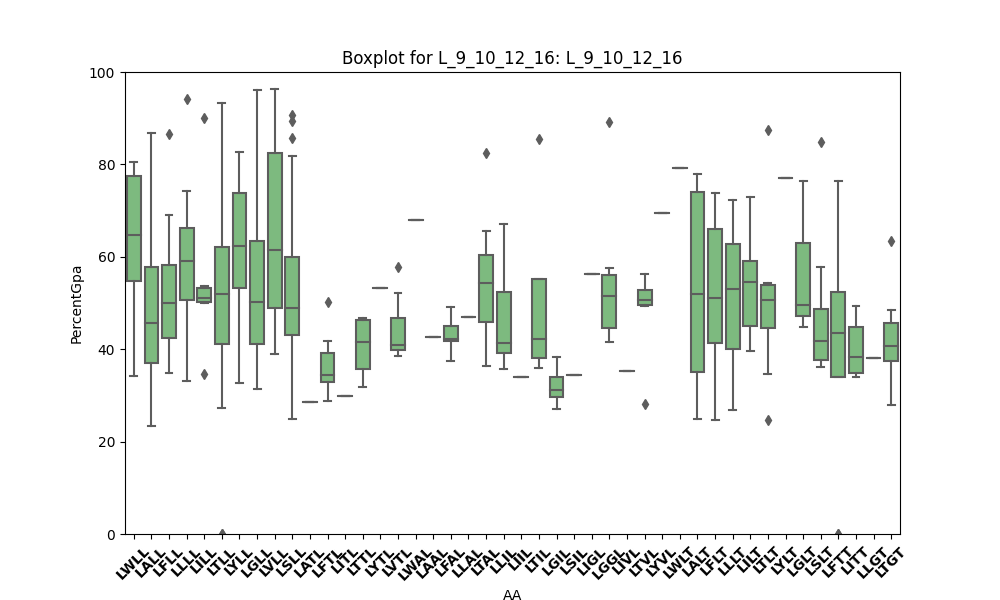 Boxplot for L_9_10_12_16: L_9_10_12_16
PercentGpa
100
80
60
40
20
0
LWLL LALL LFLL LLLL LILL LTLL LYLL LGLL LVLL LSLL LATL LFTL LITL LTTL LYTL LVTL LWAL LAAL LFAL LLAL LTAL LLIL LIIL LTIL LGIL LSIL LIGL LGGL LIVL LTVL LYVL LWLT LALT LFLT LLLT LILT LTLT LYLT LGLT LSLT LFTT LITT LLGT LTGT
AA